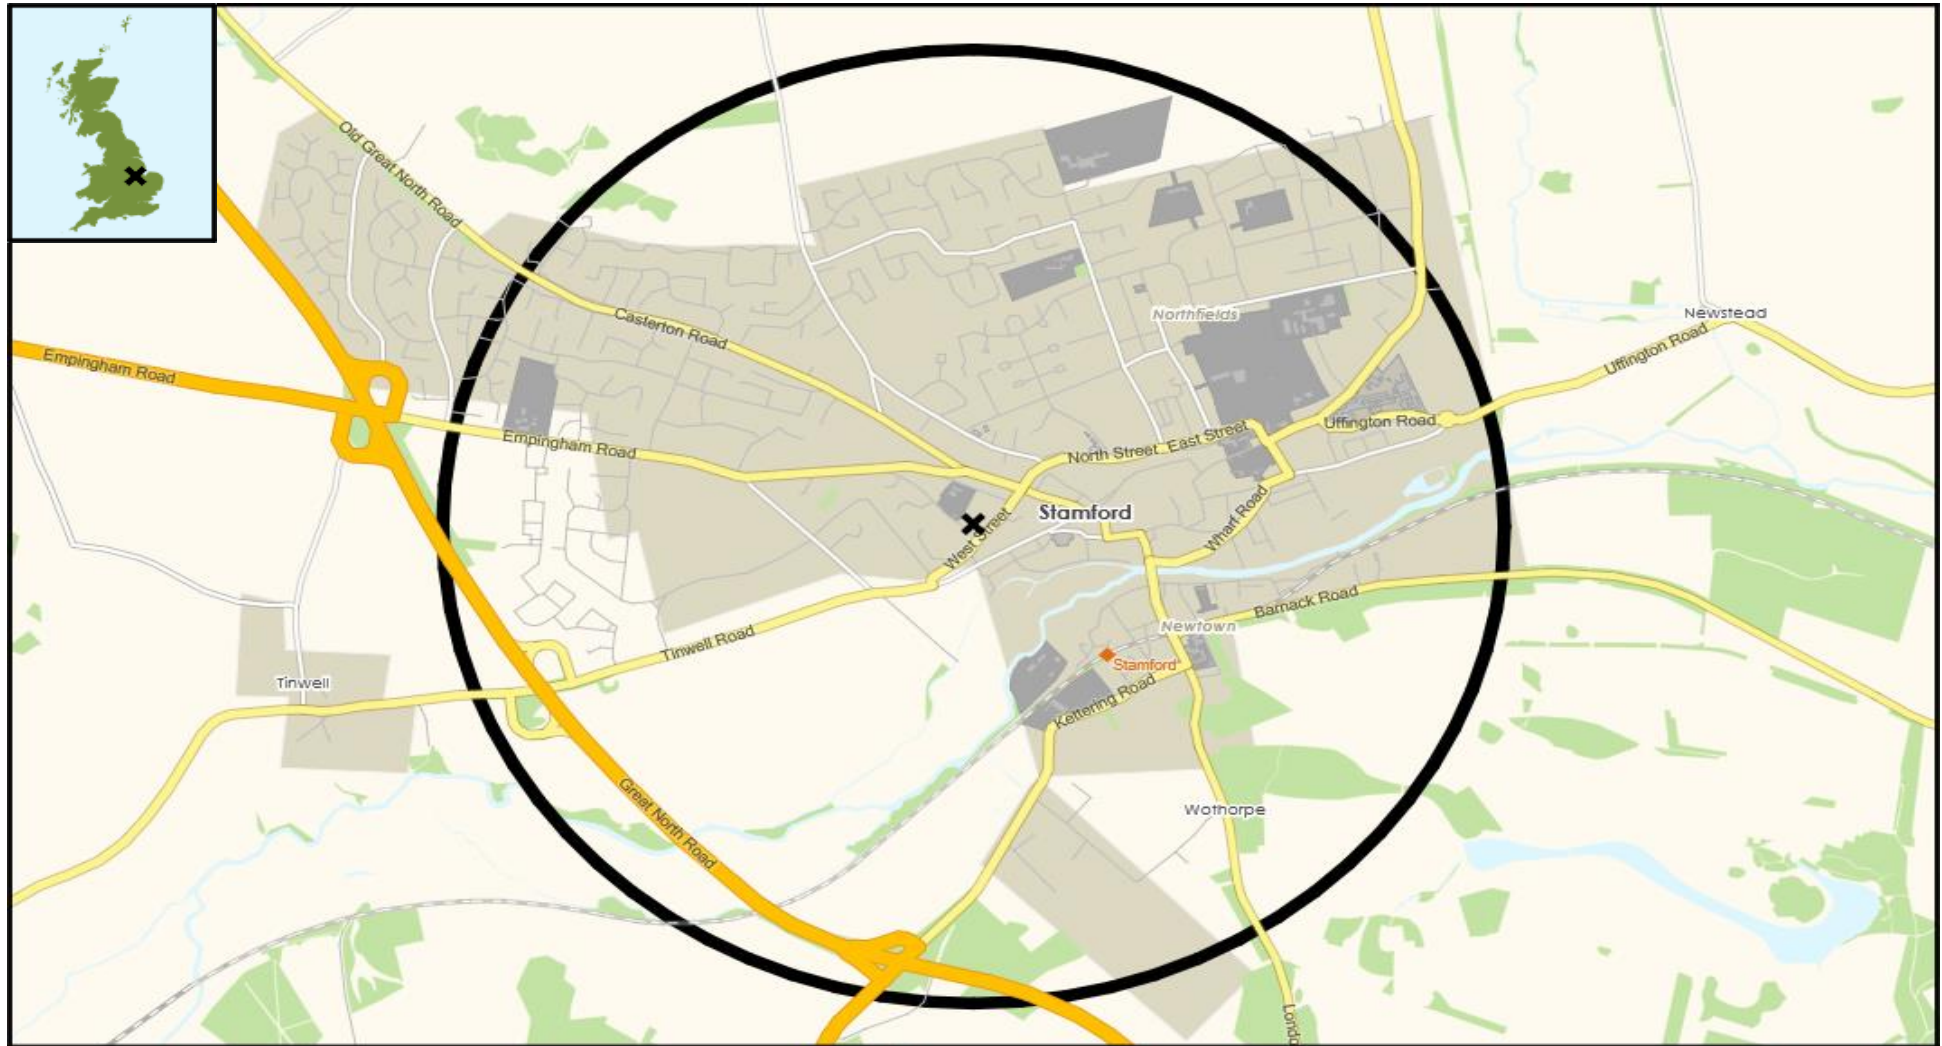 Old Great North Road
Casterton Road
Northfields
Newstead
Uffington Road
Empingham Road
Uffington Road
Empingham Road
North Street
East Street
Stamford
West Street
Wharf Road
Barnack Road
Newtown
Tinwell Road
Stamford
Tinwell
Kettering Road
Great North Road
Wothorpe
Londo